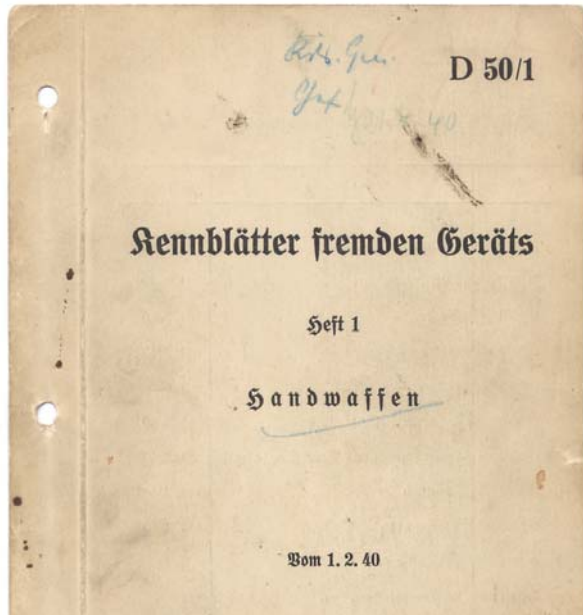 D 50/1
Kennblätter fremden Geräts
Heft 1
Handwaffen
Vom 1. 2. 40